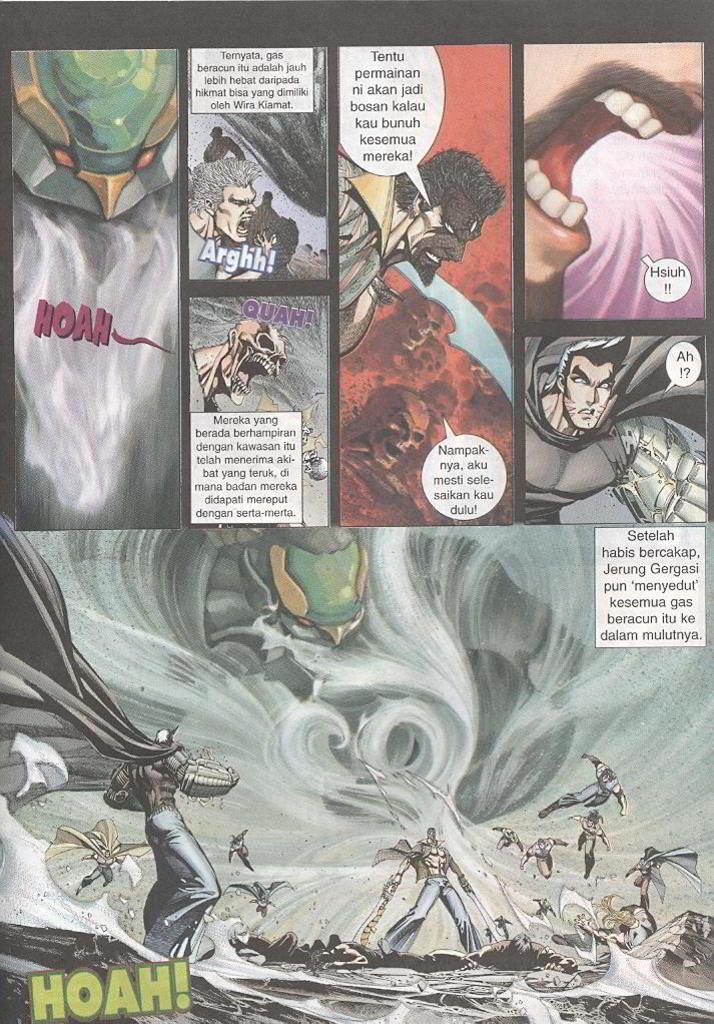 HOAH
Ternyata, gas
beracun itu adalah jauh
lebih hebat daripada
hikmat bisa yang dimiliki
oleh Wira Kiamat.
Arghh!
QUAH!
Mereka yang
berada berhampiran
dengan kawasan itu
telah menerima aki-
bat yang teruk, di
mana badan mereka
didapati mereput
dengan serta-merta.
Tentu
permainan
ni akan jadi
bosan kalau
kau bunuh
kesemua
mereka!
Nampak-
nya, aku
mesti sele-
saikan kau
dulu!
Hsiuh
!!
Ah
!?
Setelah
habis bercakap,
Jerung Gergasi
pun ‘menyedut’
kesemua gas
beracun itu ke
dalam mulutnya.
HOAH!